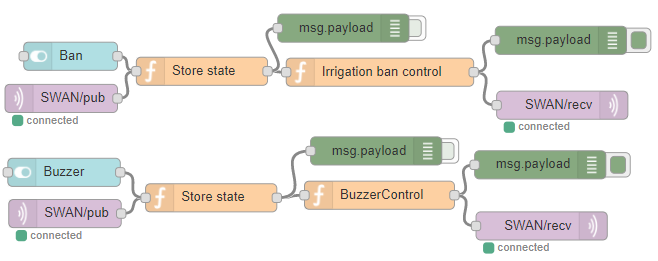 msg.payload
msg.payload
Ban
Store state
Irrigation ban control
SWAN/pub
SWAN/recv
connected
connected
msg.payload
msg.payload
Buzzer
Store state
BuzzerControl
SWAN/pub
SWAN/recv
connected
connected